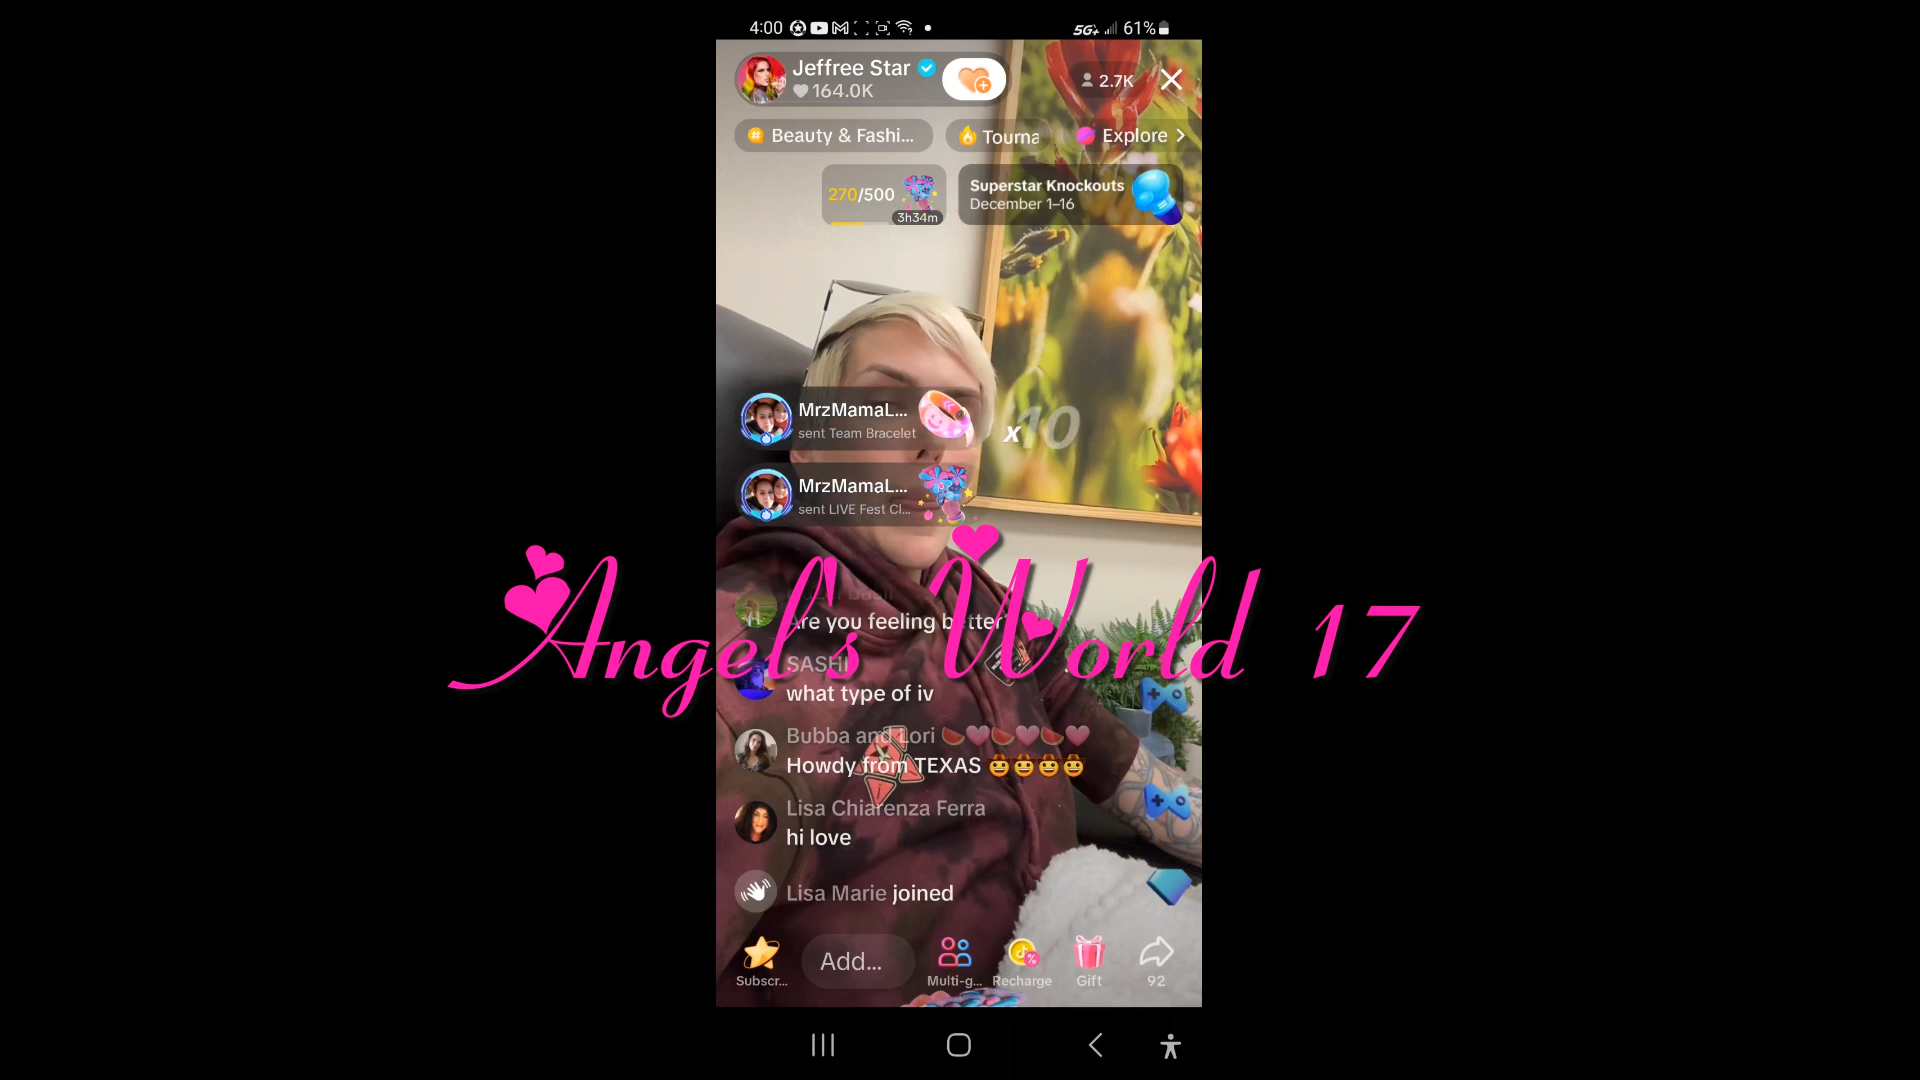 4:00
5G+ 61%
Jeffree Star
164.0K
2.7K
Beauty & Fashi...
Tourna
Explore >
270/500
3h34m
Superstar Knockouts
December 1–16
MrzMamaL...
sent Team Bracelet
x10
MrzMamaL...
sent LIVE Fest Cl...
Angel's World 17
Are you feeling better
SASHI
what type of iv
Bubba and Lori 🍉💗🍉💗🍉💗
Howdy from TEXAS 🤠🤠🤠🤠
Lisa Chiarenza Ferra
hi love
Lisa Marie joined
Subscr...
Add...
Multi-g...
Recharge
Gift
92